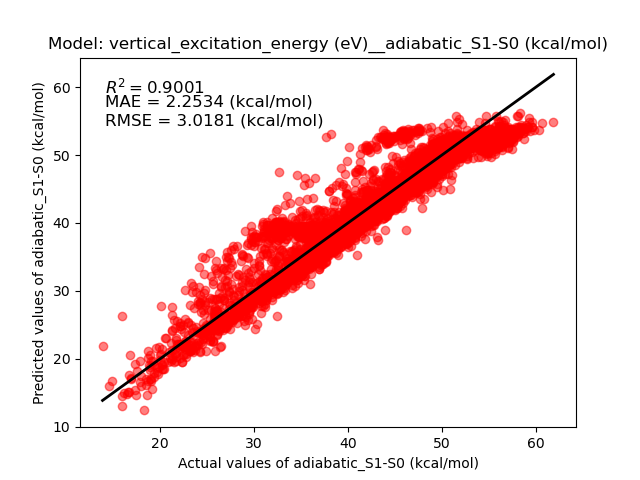 Model: vertical_excitation_energy (eV)__adiabatic_S1-S0 (kcal/mol)
R² = 0.9001
MAE = 2.2534 (kcal/mol)
RMSE = 3.0181 (kcal/mol)
Predicted values of adiabatic_S1-S0 (kcal/mol)
60
50
40
30
20
10
20 30 40 50 60
Actual values of adiabatic_S1-S0 (kcal/mol)